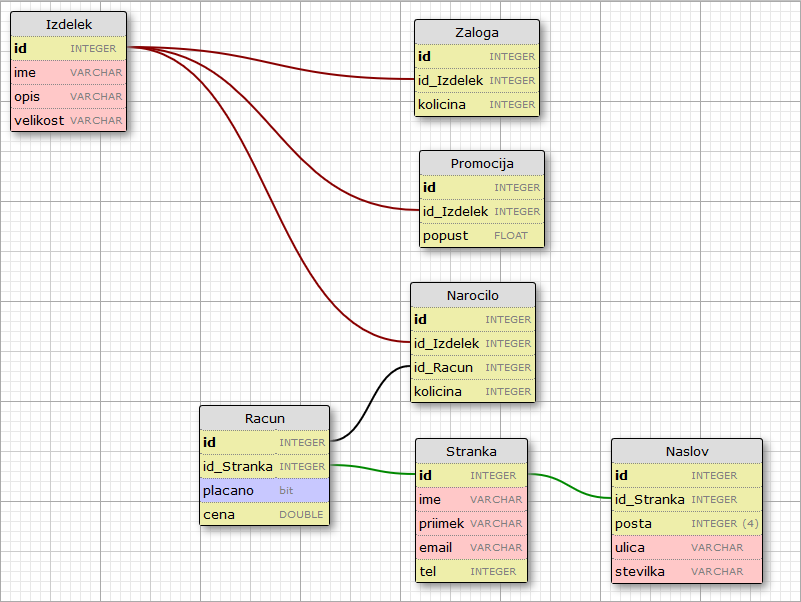 Izdelek
id INTEGER
ime VARCHAR
opis VARCHAR
velikost VARCHAR
Zaloga
id INTEGER
id_Izdelek INTEGER
kolicina INTEGER
Promocija
id INTEGER
id_Izdelek INTEGER
popust FLOAT
Narocilo
id INTEGER
id_Izdelek INTEGER
id_Racun INTEGER
kolicina INTEGER
Racun
id INTEGER
id_Stranka INTEGER
placano bit
cena DOUBLE
Stranka
id INTEGER
ime VARCHAR
priimek VARCHAR
email VARCHAR
tel INTEGER
Naslov
id INTEGER
id_Stranka INTEGER
posta INTEGER (4)
ulica VARCHAR
stevilka VARCHAR